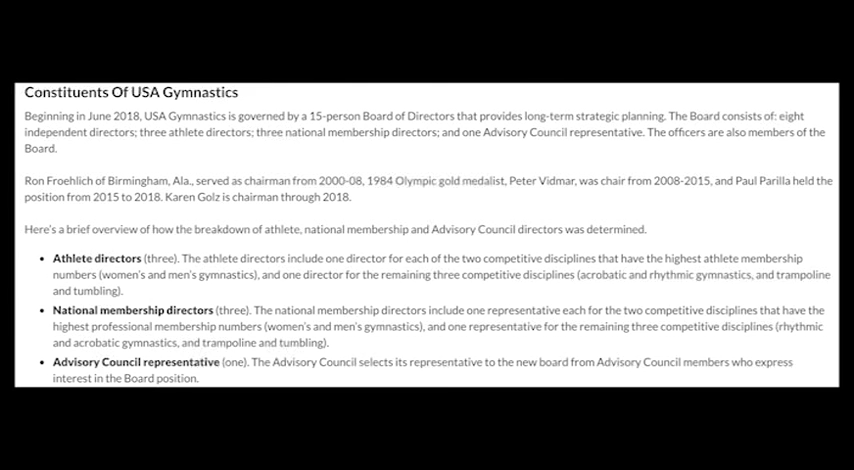 Constituents Of USA Gymnastics
Beginning in June 2018, USA Gymnastics is governed by a 15-person Board of Directors that provides long-term strategic planning. The Board consists of: eight
independent directors; three athlete directors; three national membership directors; and one Advisory Council representative. The officers are also members of the
Board.
Ron Froehlich of Birmingham, Ala., served as chairman from 2000-08, 1984 Olympic gold medalist, Peter Vidmar, was chair from 2008-2015, and Paul Parilla held the
position from 2015 to 2018. Karen Golz is chairman through 2018.
Here's a brief overview of how the breakdown of athlete, national membership and Advisory Council directors was determined.
• Athlete directors (three). The athlete directors include one director for each of the two competitive disciplines that have the highest athlete membership
numbers (women's and men's gymnastics), and one director for the remaining three competitive disciplines (acrobatic and rhythmic gymnastics, and trampoline
and tumbling).
• National membership directors (three). The national membership directors include one representative each for the two competitive disciplines that have the
highest professional membership numbers (women's and men's gymnastics), and one representative for the remaining three competitive disciplines (rhythmic
and acrobatic gymnastics, and trampoline and tumbling).
• Advisory Council representative (one). The Advisory Council selects its representative to the new board from Advisory Council members who express
interest in the Board position.